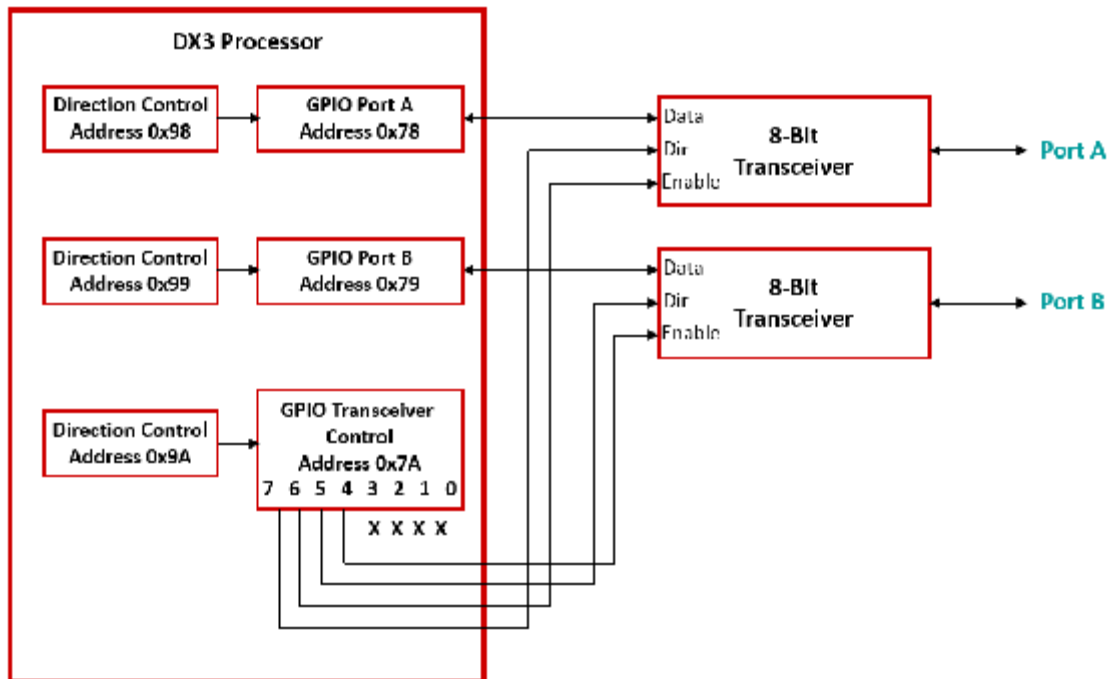 DX3 Processor
Direction Control
Address 0x98
GPIO Port A
Address 0x78
Data
Dir
Enable
8-Bit
Transceiver
Port A
Direction Control
Address 0x99
GPIO Port B
Address 0x79
Data
Dir
Enable
8-Bit
Transceiver
Port B
Direction Control
Address 0x9A
GPIO Transceiver
Control
Address 0x7A
7 6 5 4 3 2 1 0
X X X X